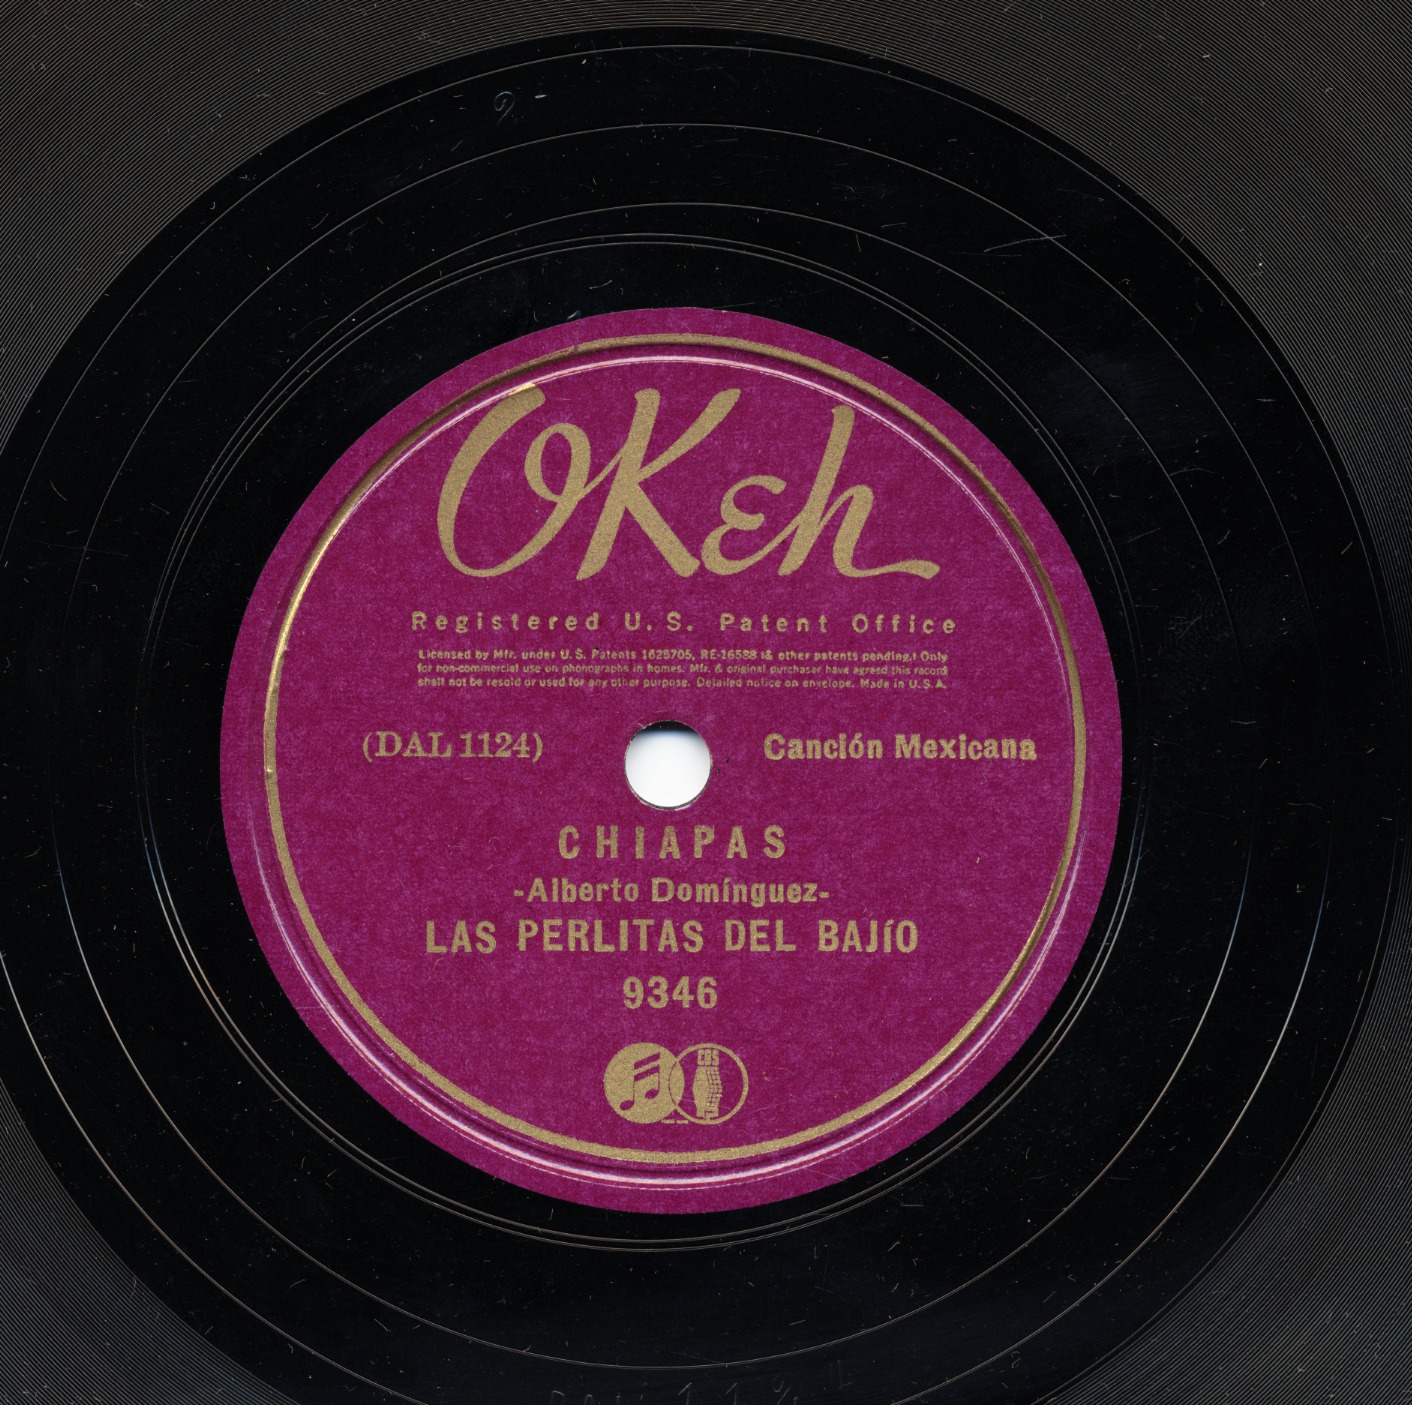 OKeh
Registered U.S. Patent Office
Licensed by Mfr. under U.S. Patents 1625705, RE-16588 (& other patents pending.) Only
for non-commercial use on phonographs in homes. Mfr. & original purchaser have agreed this record
shall not be resold or used for any other purpose. Detailed notice on envelope. Made in U.S.A.
(DAL 1124)
Canción Mexicana
CHIAPAS
-Alberto Domínguez-
LAS PERLITAS DEL BAJÍO
9346
CBS